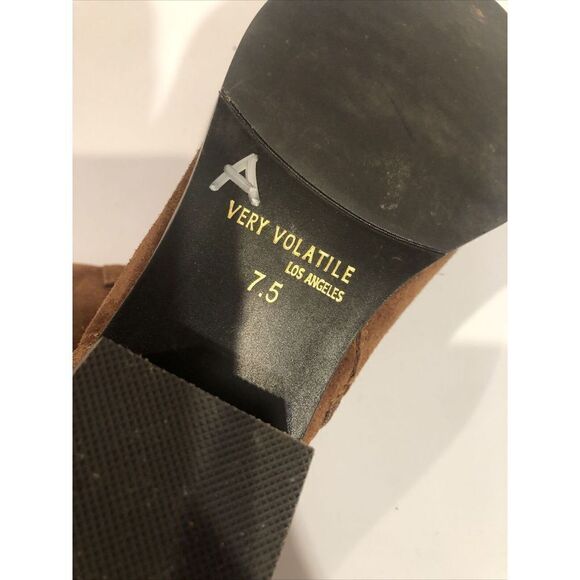 A
VERY VOLATILE
LOS ANGELES
7.5